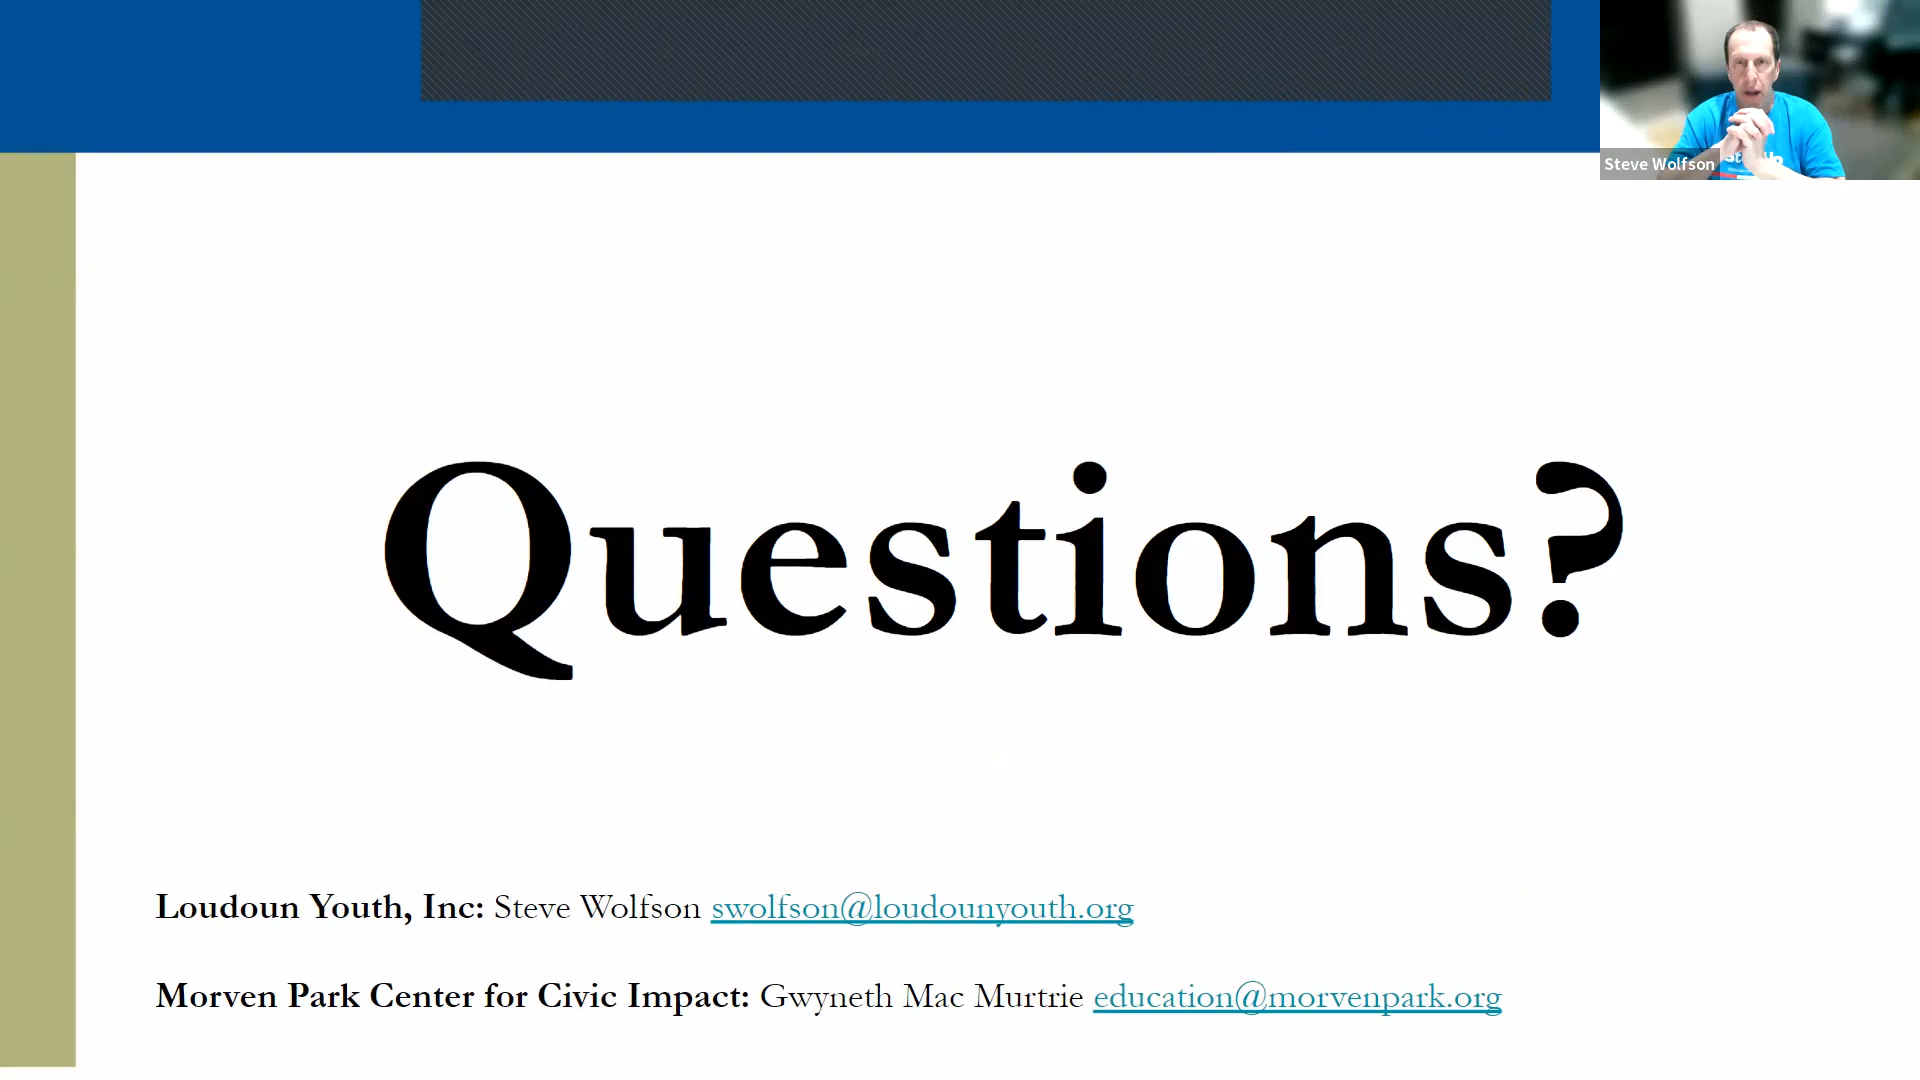 Steve Wolfson
Questions?
Loudoun Youth, Inc: Steve Wolfson swolfson@loudounyouth.org
Morven Park Center for Civic Impact: Gwyneth Mac Murtrie education@morvenpark.org